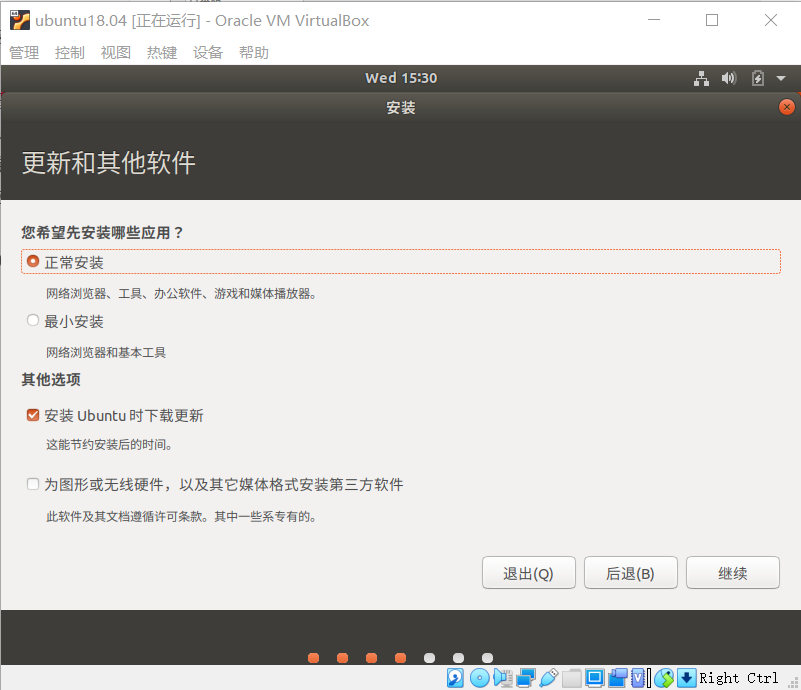 ubuntu18.04 [正在运行] - Oracle VM VirtualBox
管理 控制 视图 热键 设备 帮助
Wed 15:30
安装
更新和其他软件
您希望先安装哪些应用？
正常安装
网络浏览器、工具、办公软件、游戏和媒体播放器。
最小安装
网络浏览器和基本工具
其他选项
安装 Ubuntu 时下载更新
这能节约安装后的时间。
为图形或无线硬件，以及其它媒体格式安装第三方软件
此软件及其文档遵循许可条款。其中一些系专有的。
退出(Q) 后退(B) 继续
Right Ctrl